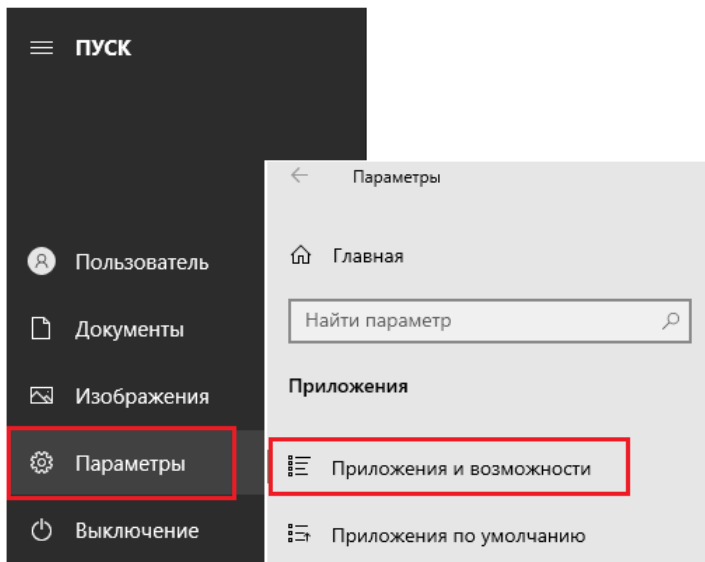 ПУСК
Пользователь
Документы
Изображения
Параметры
Выключение
Параметры
Главная
Найти параметр
Приложения
Приложения и возможности
Приложения по умолчанию